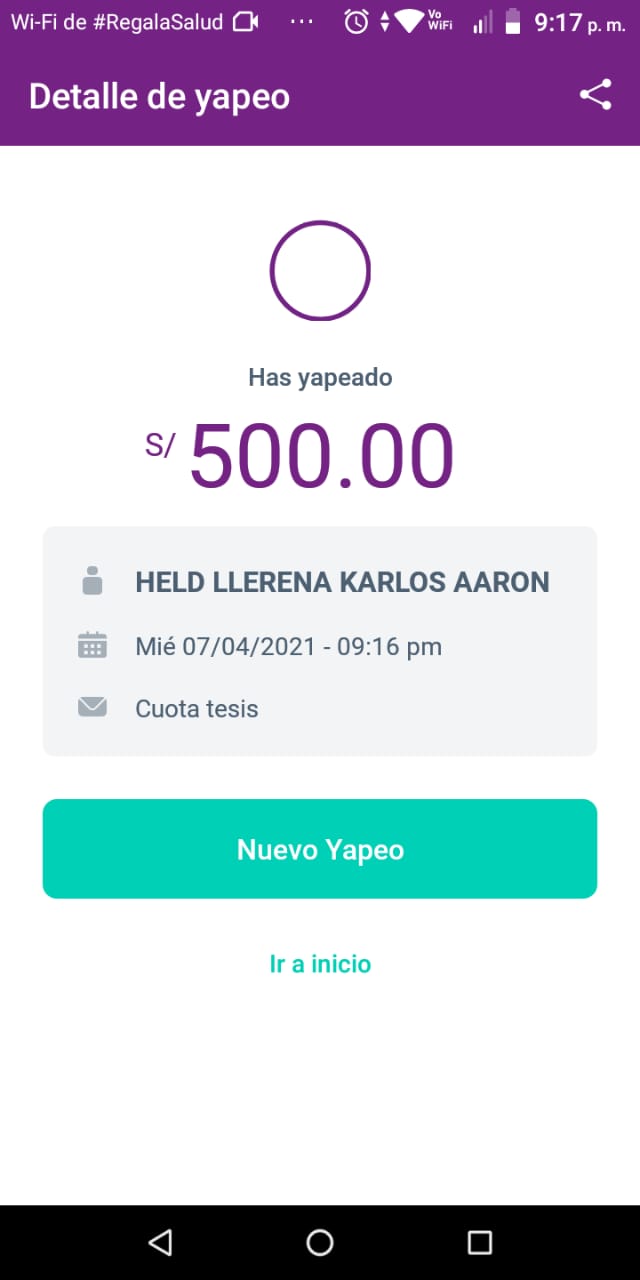 Wi-Fi de #RegalaSalud ... Vo WiFi 9:17 p. m.
Detalle de yapeo
Has yapeado
S/ 500.00
HELD LLERENA KARLOS AARON
Mié 07/04/2021 - 09:16 pm
Cuota tesis
Nuevo Yapeo
Ir a inicio